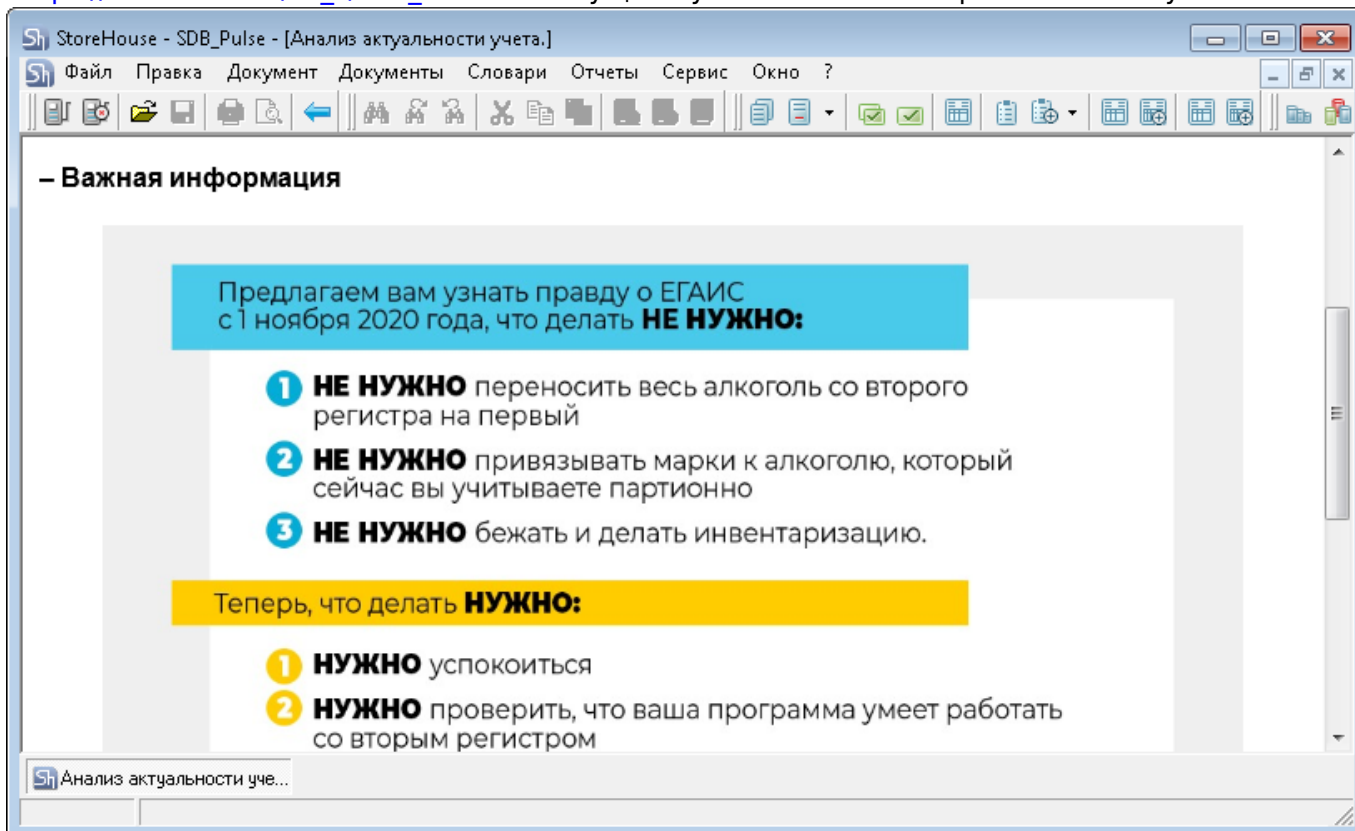 StoreHouse - SDB_Pulse - [Анализ актуальности учета.]
Файл Правка Документ Документы Словари Отчеты Сервис Окно ?
– Важная информация
Предлагаем вам узнать правду о ЕГАИС
с 1 ноября 2020 года, что делать НЕ НУЖНО:
1 НЕ НУЖНО переносить весь алкоголь со второго
регистра на первый
2 НЕ НУЖНО привязывать марки к алкоголю, который
сейчас вы учитываете партионно
3 НЕ НУЖНО бежать и делать инвентаризацию.
Теперь, что делать НУЖНО:
1 НУЖНО успокоиться
2 НУЖНО проверить, что ваша программа умеет работать
со вторым регистром
Анализ актуальности уче...